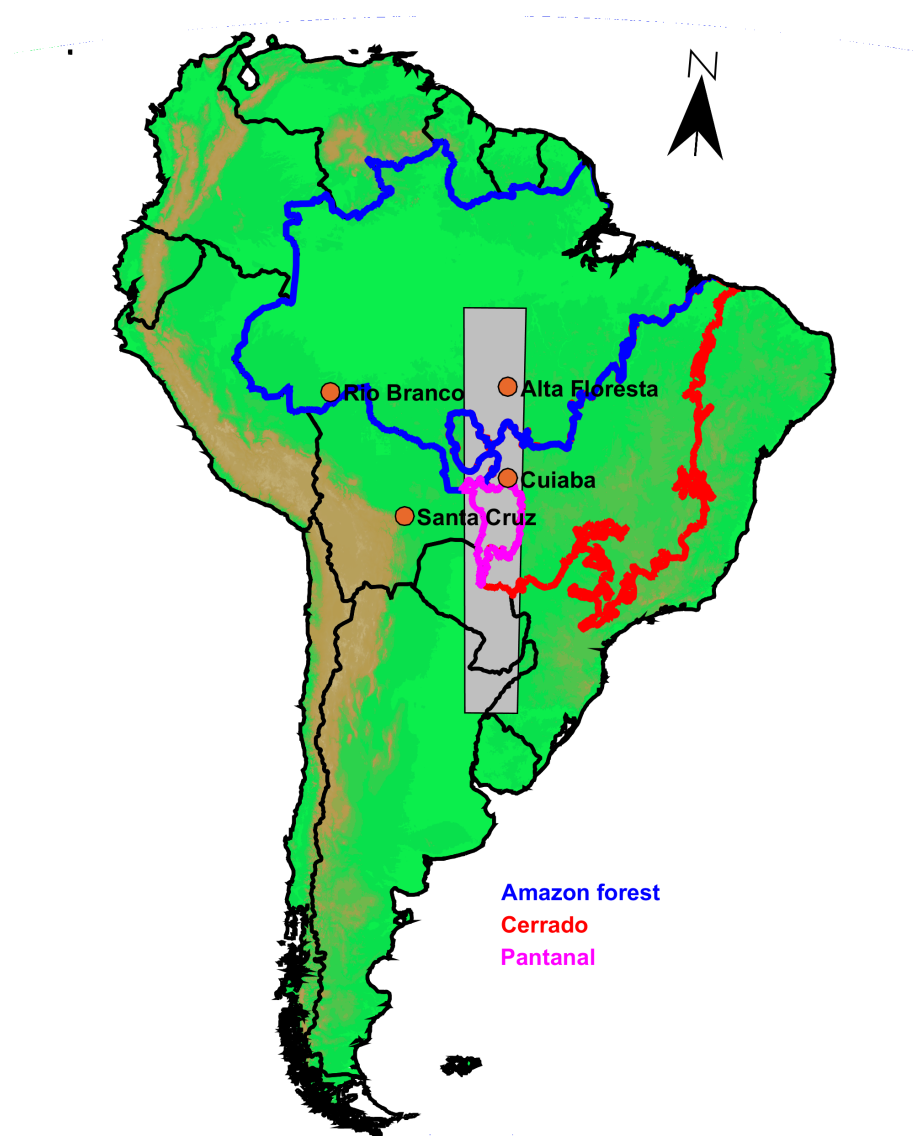 N
Rio Branco
Alta Floresta
Cuiaba
Santa Cruz
Amazon forest
Cerrado
Pantanal